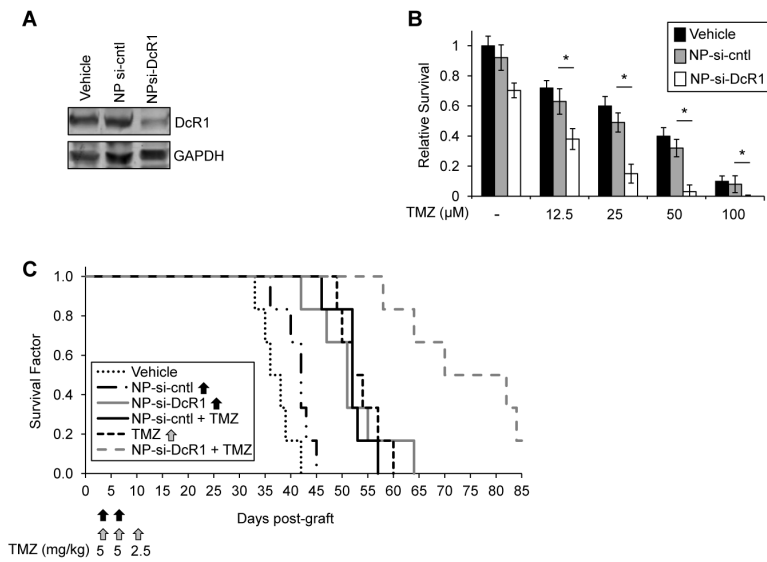 A
Vehicle
NP si-cntl
NPsi-DcR1
DcR1
GAPDH
B
Vehicle
NP-si-cntl
NP-si-DcR1
Relative Survival
1
0.8
0.6
0.4
0.2
0
* * * *
TMZ (µM) - 12.5 25 50 100
C
Survival Factor
1.0
0.8
0.6
0.4
0.2
0.0
Vehicle
NP-si-cntl
NP-si-DcR1
NP-si-cntl + TMZ
TMZ
NP-si-DcR1 + TMZ
0 5 10 15 20 25 30 35 40 45 50 55 60 65 70 75 80 85
Days post-graft
TMZ (mg/kg) 5 5 2.5